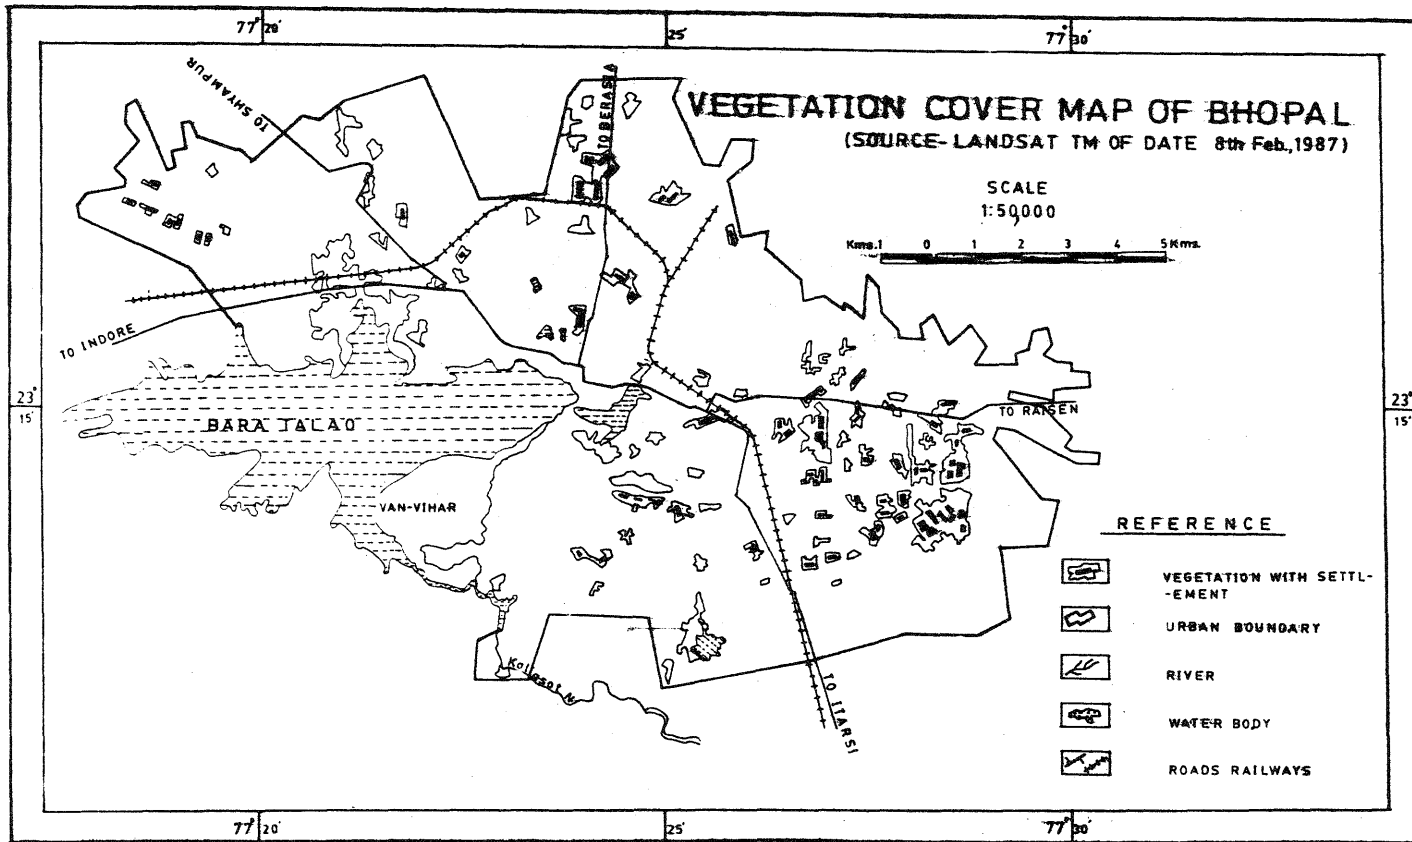 77° 20' 25' 77° 30'
VEGETATION COVER MAP OF BHOPAL
(SOURCE- LANDSAT TM OF DATE 8th Feb.,1987)
SCALE
1:50,000
Kms.1 0 1 2 3 4 5 Kms.
TO SHYAMPUR
TO BERASIA
TO INDORE
23° 15'
23° 15'
TO RAISEN
BARA TALAO
VAN-VIHAR
Kolasot N.
TO ITARSI
REFERENCE
VEGETATION WITH SETTL-
-EMENT
URBAN BOUNDARY
RIVER
WATER BODY
ROADS RAILWAYS
77° 20' 25' 77° 30'